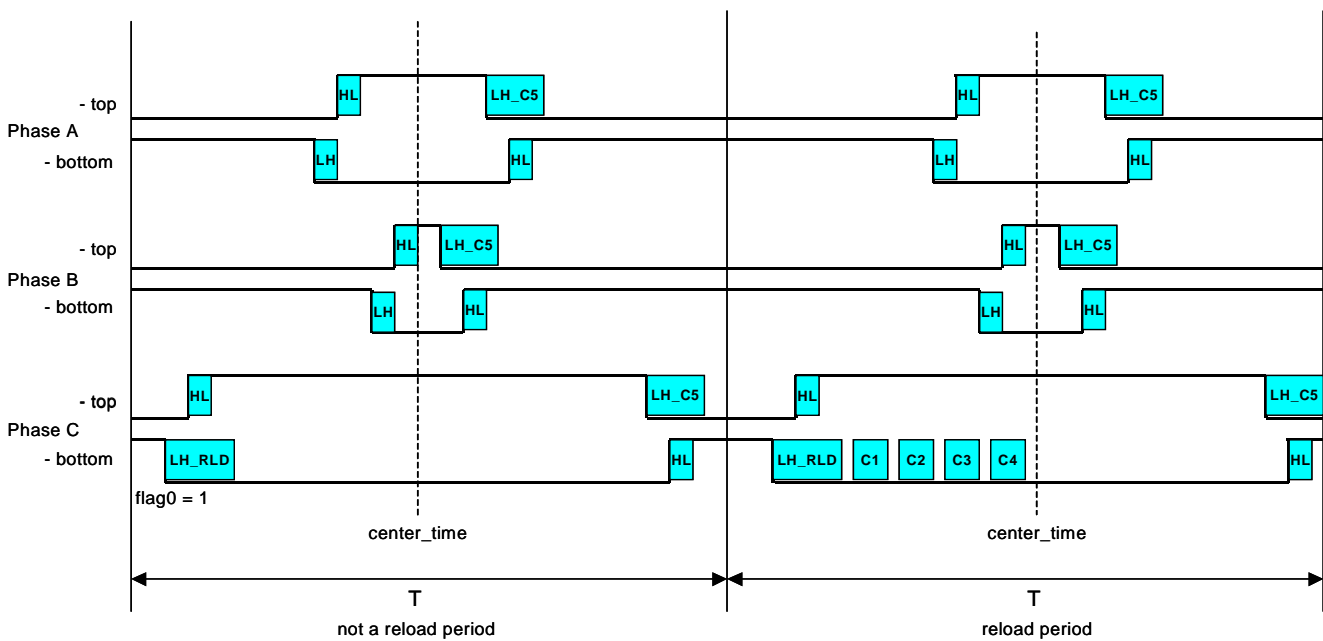 HL LH_C5 HL LH_C5
- top
Phase A
- bottom LH HL LH HL
- top HL LH_C5 HL LH_C5
Phase B
- bottom LH HL LH HL
HL LH_C5 HL LH_C5
- top
Phase C
- bottom LH_RLD HL LH_RLD C1 C2 C3 C4 HL
flag0 = 1
center_time center_time
T T
not a reload period reload period